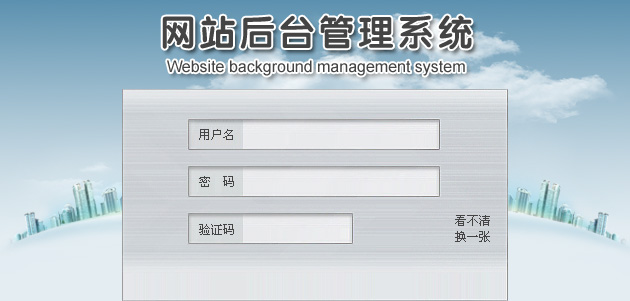 网站后台管理系统
Website background management system
用户名
密 码
验证码
看不清
换一张